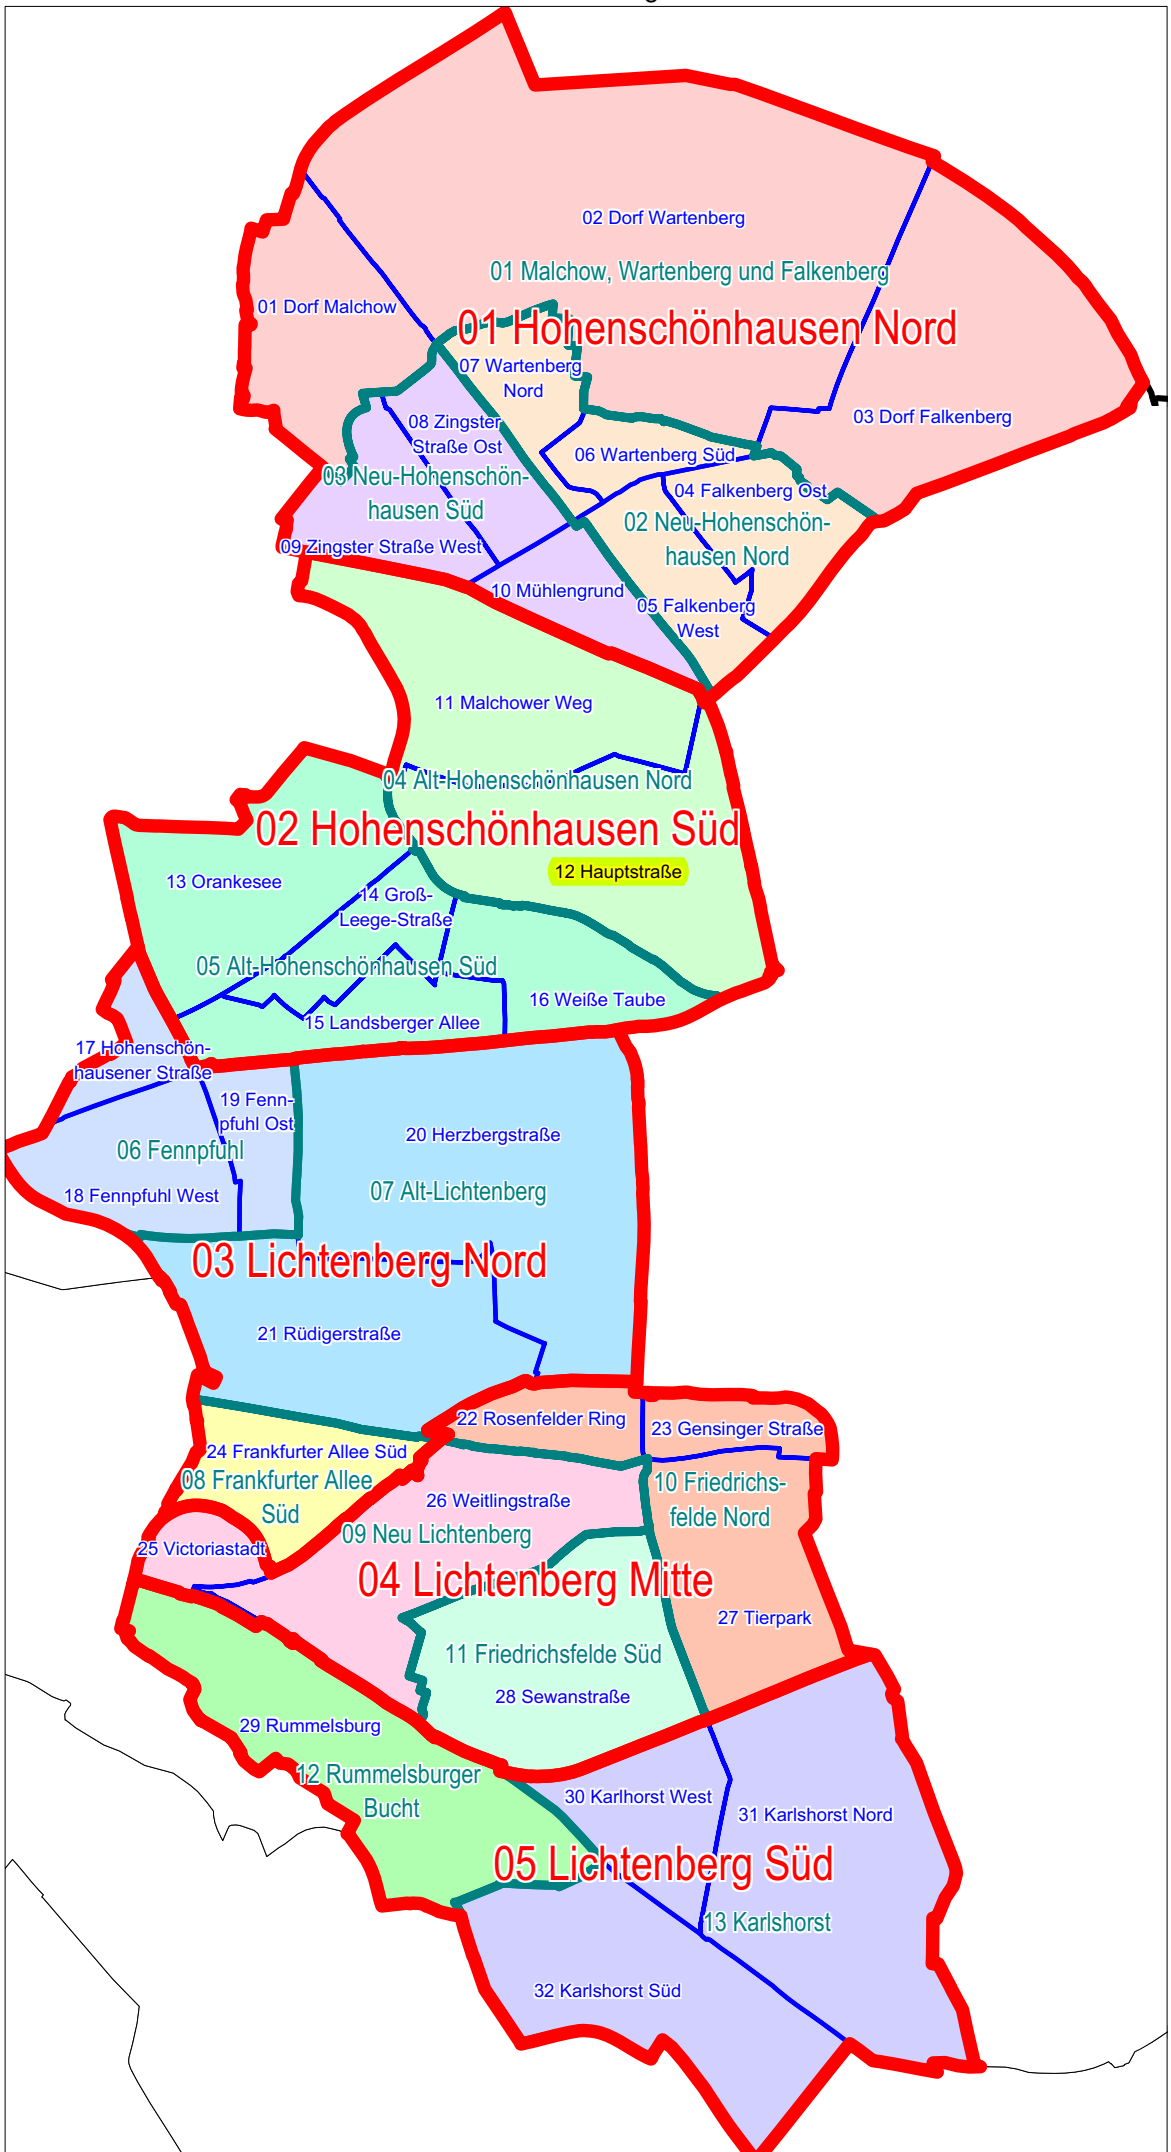 02 Dorf Wartenberg
01 Malchow, Wartenberg und Falkenberg
01 Dorf Malchow
01 Hohenschönhausen Nord
07 Wartenberg
Nord
03 Dorf Falkenberg
08 Zingster
Straße Ost
06 Wartenberg Süd
03 Neu-Hohenschön-
hausen Süd
04 Falkenberg Ost
02 Neu-Hohenschön-
hausen Nord
09 Zingster Straße West
10 Mühlengrund
05 Falkenberg
West
11 Malchower Weg
04 Alt-Hohenschönhausen Nord
02 Hohenschönhausen Süd
12 Hauptstraße
13 Orankesee
14 Groß-
Leege-Straße
05 Alt-Hohenschönhausen Süd
16 Weiße Taube
15 Landsberger Allee
17 Hohenschön-
hausener Straße
19 Fenn-
pfuhl Ost
20 Herzbergstraße
06 Fennpfuhl
18 Fennpfuhl West
07 Alt-Lichtenberg
03 Lichtenberg Nord
21 Rüdigerstraße
22 Rosenfelder Ring
23 Gensinger Straße
24 Frankfurter Allee Süd
08 Frankfurter Allee
Süd
10 Friedrichs-
felde Nord
26 Weitlingstraße
09 Neu Lichtenberg
25 Victoriastadt
04 Lichtenberg Mitte
27 Tierpark
11 Friedrichsfelde Süd
28 Sewanstraße
29 Rummelsburg
12 Rummelsburger
Bucht
30 Karlhorst West
31 Karlshorst Nord
05 Lichtenberg Süd
13 Karlshorst
32 Karlshorst Süd